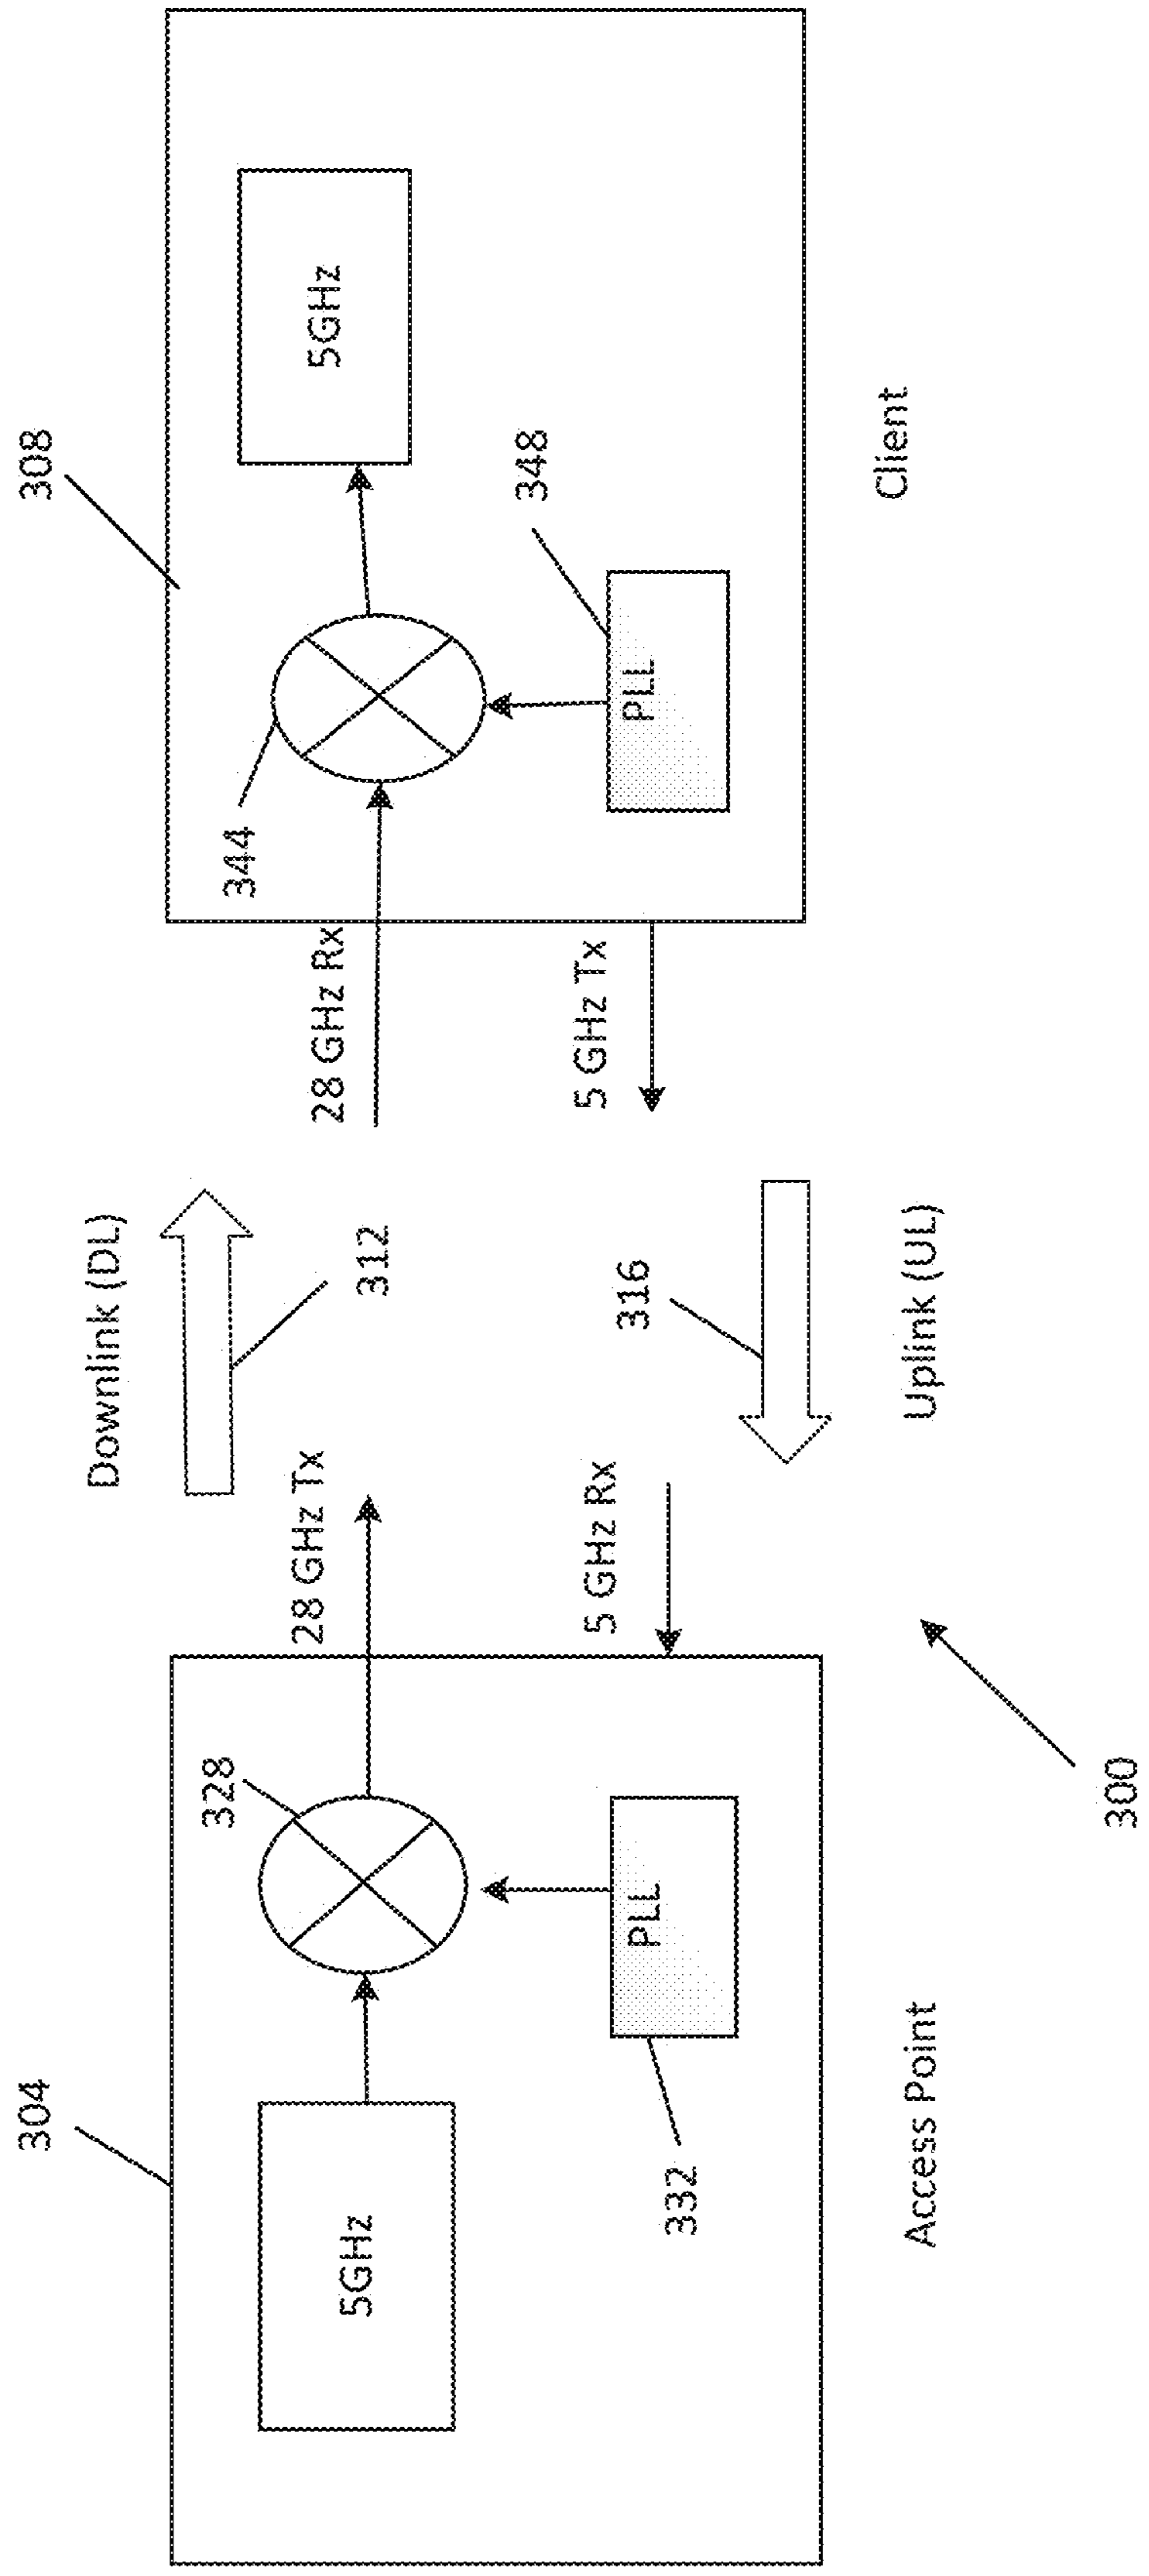 304
308
Downlink (DL)
312
328
344
28 GHz Tx
28 GHz Rx
5GHz
5GHz
348
PLL
PLL
332
5 GHz Rx
5 GHz Tx
316
Uplink (UL)
Access Point
Client
300